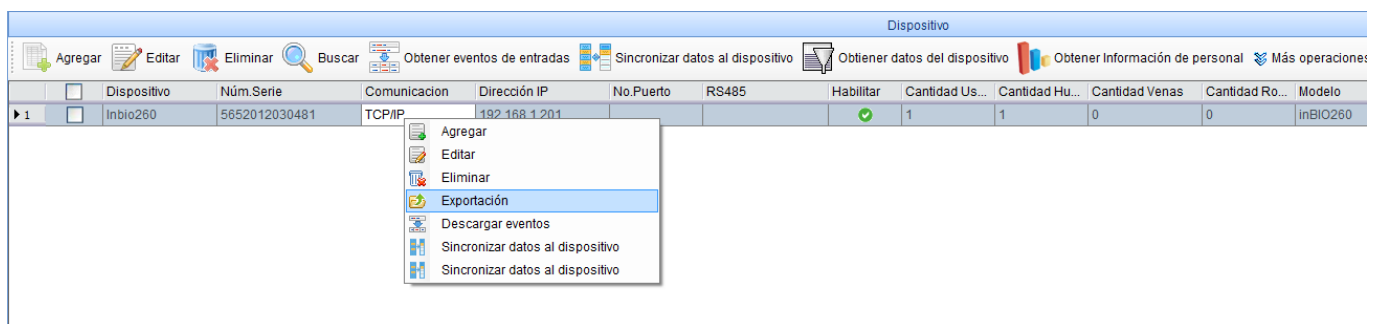 Dispositivo
Agregar Editar Eliminar Buscar Obtener eventos de entradas Sincronizar datos al dispositivo Obtiener datos del dispositivo Obtener Información de personal Más operaciones
Dispositivo Núm.Serie Comunicacion Dirección IP No.Puerto RS485 Habilitar Cantidad Us... Cantidad Hu... Cantidad Venas Cantidad Ro... Modelo
1 Inbio260 5652012030481 TCP/IP 192.168.1.201 1 1 0 0 inBIO260
Agregar
Editar
Eliminar
Exportación
Descargar eventos
Sincronizar datos al dispositivo
Sincronizar datos al dispositivo